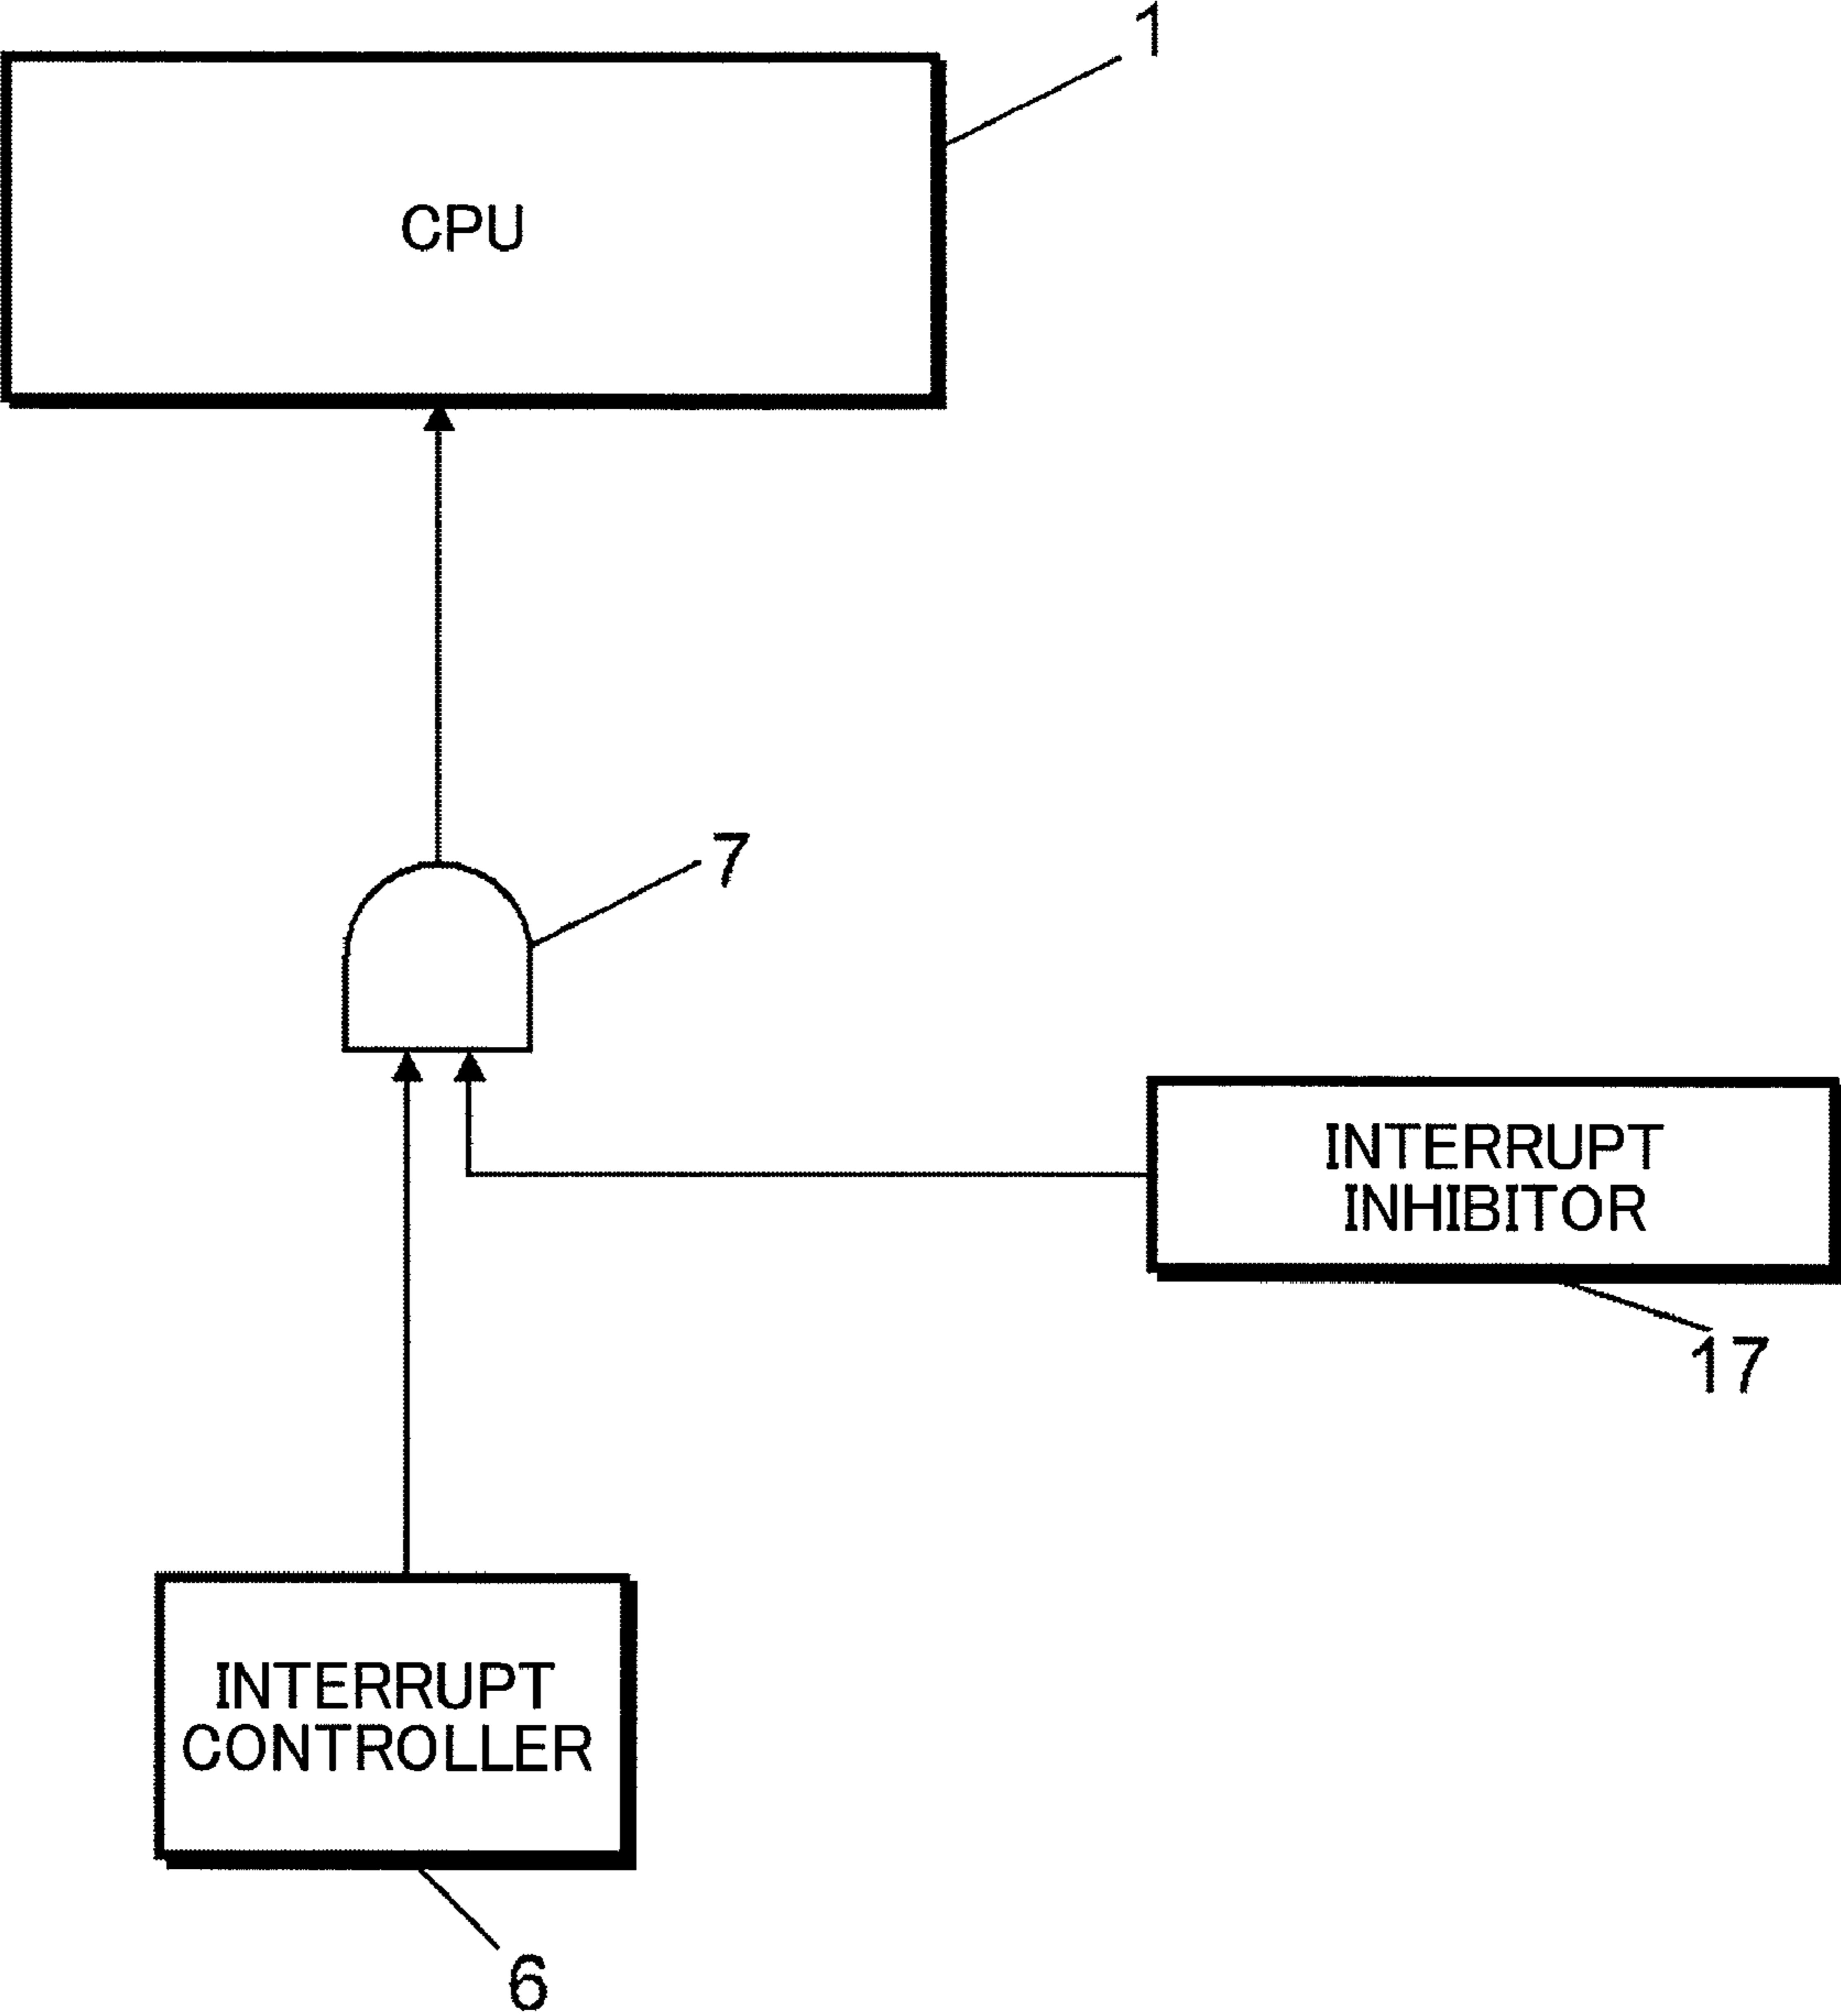 1
CPU
7
INTERRUPT
INHIBITOR
17
INTERRUPT
CONTROLLER
6